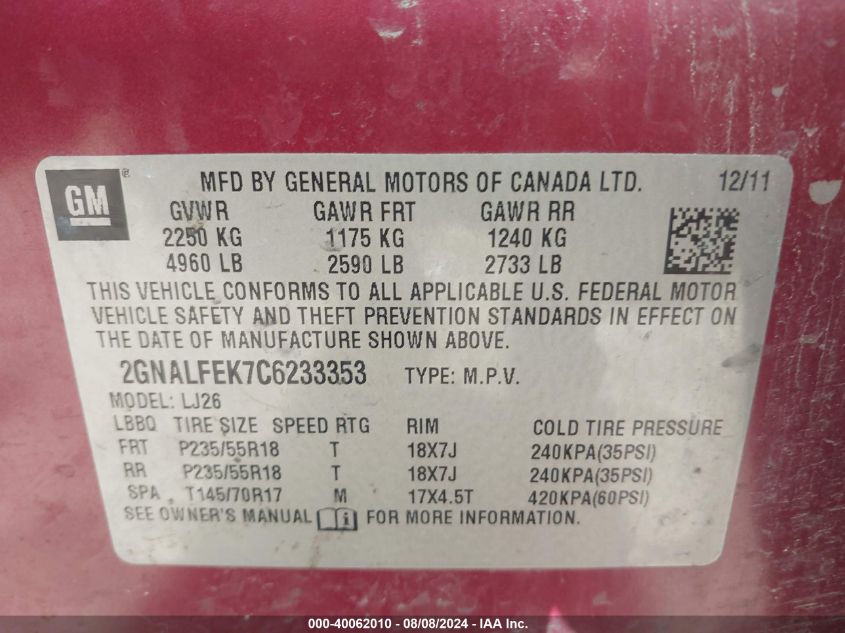 GM ® MFD BY GENERAL MOTORS OF CANADA LTD. 12/11
GVWR GAWR FRT GAWR RR
2250 KG 1175 KG 1240 KG
4960 LB 2590 LB 2733 LB
THIS VEHICLE CONFORMS TO ALL APPLICABLE U.S. FEDERAL MOTOR
VEHICLE SAFETY AND THEFT PREVENTION STANDARDS IN EFFECT ON
THE DATE OF MANUFACTURE SHOWN ABOVE.
2GNALFEK7C6233353 TYPE: M.P.V.
MODEL: LJ26
LBBQ TIRE SIZE SPEED RTG RIM COLD TIRE PRESSURE
FRT P235/55R18 T 18X7J 240KPA(35PSI)
RR P235/55R18 T 18X7J 240KPA(35PSI)
SPA T145/70R17 M 17X4.5T 420KPA(60PSI)
SEE OWNER'S MANUAL i FOR MORE INFORMATION.
000-40062010 - 08/08/2024 - iaai.com